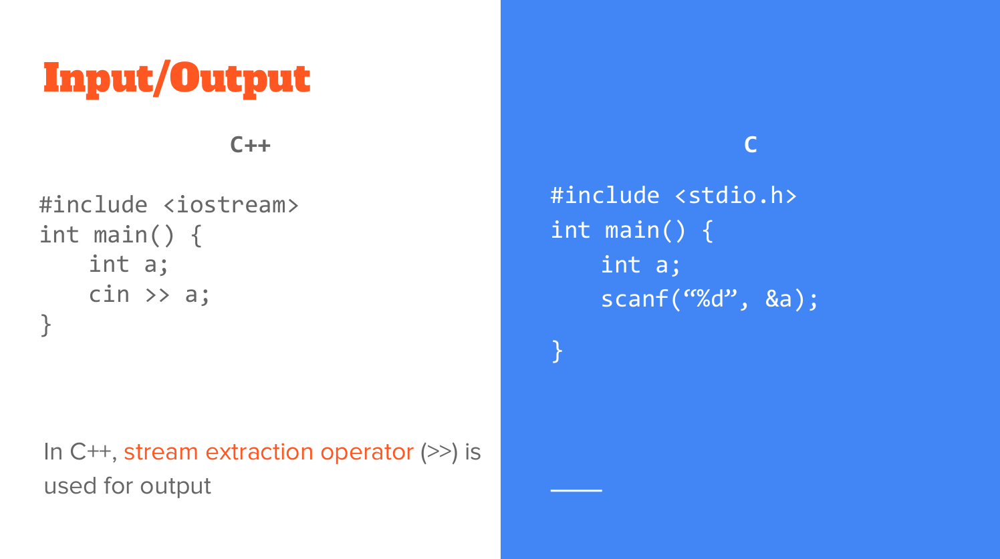 Input/Output
C++
#include <iostream>
int main() {
int a;
cin >> a;
}
In C++, stream extraction operator (>>) is
used for output
C
#include <stdio.h>
int main() {
int a;
scanf(“%d”, &a);
}